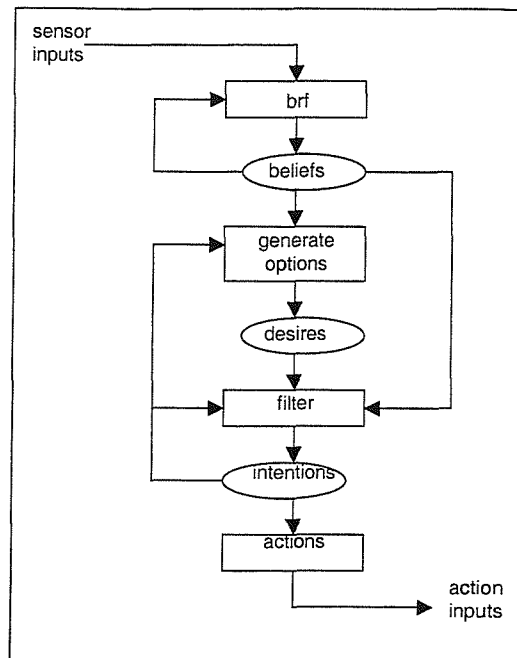 sensor
inputs
brf
beliefs
generate
options
desires
filter
intentions
actions
action
inputs